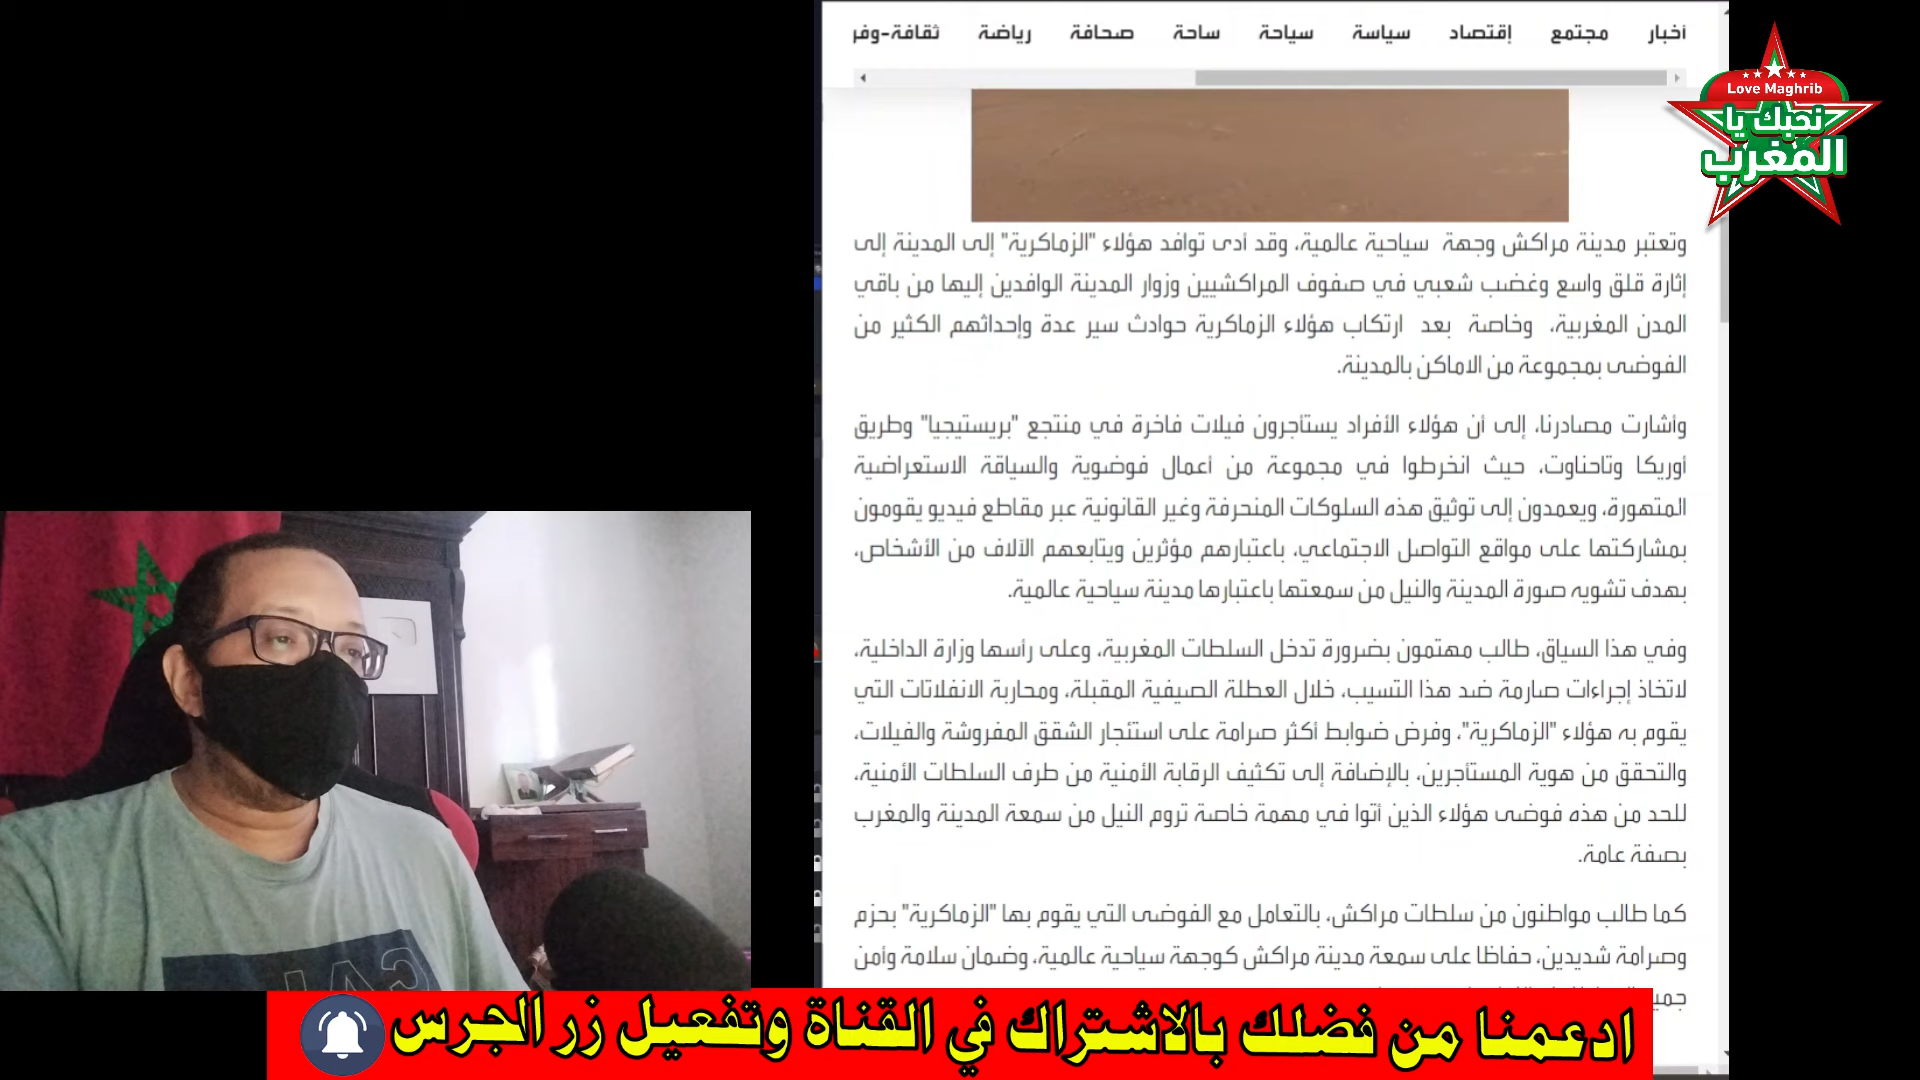 أخبار مجتمع إقتصاد سياسة سياحة ساحة صحافة رياضة ثقافة-وفر
Love Maghrib
نحبك يا
المغرب
وتعتبر مدينة مراكش وجهة سياحية عالمية، وقد أدى توافد هؤلاء "الزماكرية" إلى المدينة إلى
إثارة قلق واسع وغضب شعبي في صفوف المراكشيين وزوار المدينة الوافدين إليها من باقي
المدن المغربية، وخاصة بعد ارتكاب هؤلاء الزماكرية حوادث سير عدة وإحداثهم الكثير من
الفوضى بمجموعة من الاماكن بالمدينة.
وأشارت مصادرنا، إلى أن هؤلاء الأفراد يستأجرون فيلات فاخرة في منتجع "بريستيجيا" وطريق
أوريكا وتاحناوت، حيث انخرطوا في مجموعة من أعمال فوضوية والسياقة الاستعراضية
المتهورة، ويعمدون إلى توثيق هذه السلوكات المنحرفة وغير القانونية عبر مقاطع فيديو يقومون
بمشاركتها على مواقع التواصل الاجتماعي، باعتبارهم مؤثرين ويتابعهم الآلاف من الأشخاص،
بهدف تشويه صورة المدينة والنيل من سمعتها باعتبارها مدينة سياحية عالمية.
وفي هذا السياق، طالب مهتمون بضرورة تدخل السلطات المغربية، وعلى رأسها وزارة الداخلية،
لاتخاذ إجراءات صارمة ضد هذا التسيب، خلال العطلة الصيفية المقبلة، ومحاربة الانفلاتات التي
يقوم به هؤلاء "الزماكرية"، وفرض ضوابط أكثر صرامة على استئجار الشقق المفروشة والفيلات،
والتحقق من هوية المستأجرين، بالإضافة إلى تكثيف الرقابة الأمنية من طرف السلطات الأمنية،
للحد من هذه فوضى هؤلاء الذين أتوا في مهمة خاصة تروم النيل من سمعة المدينة والمغرب
بصفة عامة.
كما طالب مواطنون من سلطات مراكش، بالتعامل مع الفوضى التي يقوم بها "الزماكرية" بحزم
وصرامة شديدين، حفاظا على سمعة مدينة مراكش كوجهة سياحية عالمية، وضمان سلامة وأمن
ادعمنا من فضلك بالاشتراك في القناة وتفعيل زر الجرس